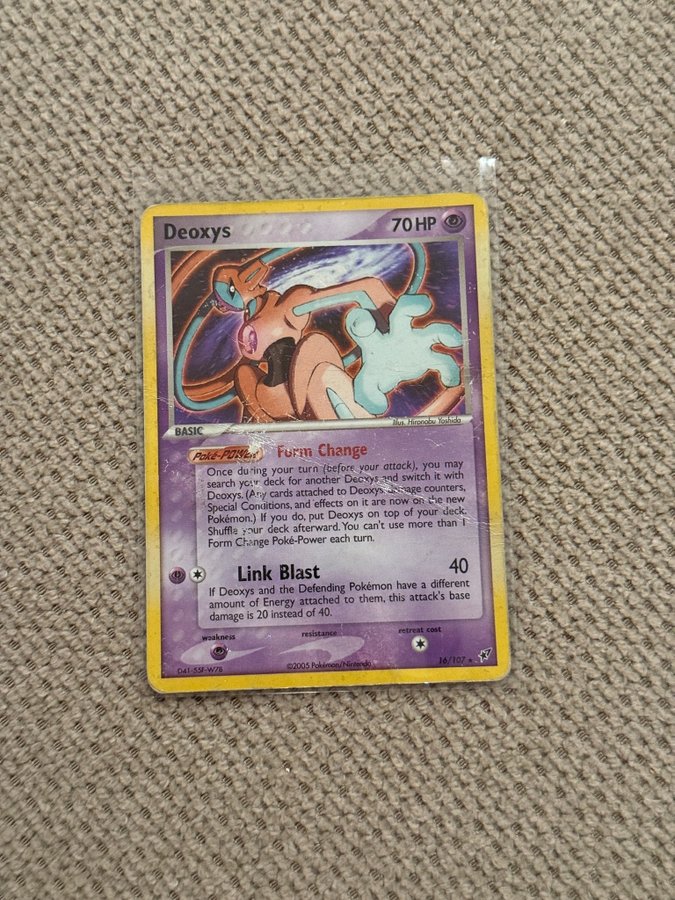 Deoxys 70 HP
Illus. Hironobu Yoshida
BASIC
Poké-POWER Form Change
Once during your turn (before your attack), you may
search your deck for another Deoxys and switch it with
Deoxys. (Any cards attached to Deoxys, damage counters,
Special Conditions, and effects on it are now on the new
Pokémon.) If you do, put Deoxys on top of your deck.
Shuffle your deck afterward. You can't use more than 1
Form Change Poké-Power each turn.
Link Blast 40
If Deoxys and the Defending Pokémon have a different
amount of Energy attached to them, this attack's base
damage is 20 instead of 40.
weakness resistance retreat cost
D41-55F-W7B ©2005 Pokémon/Nintendo 16/107